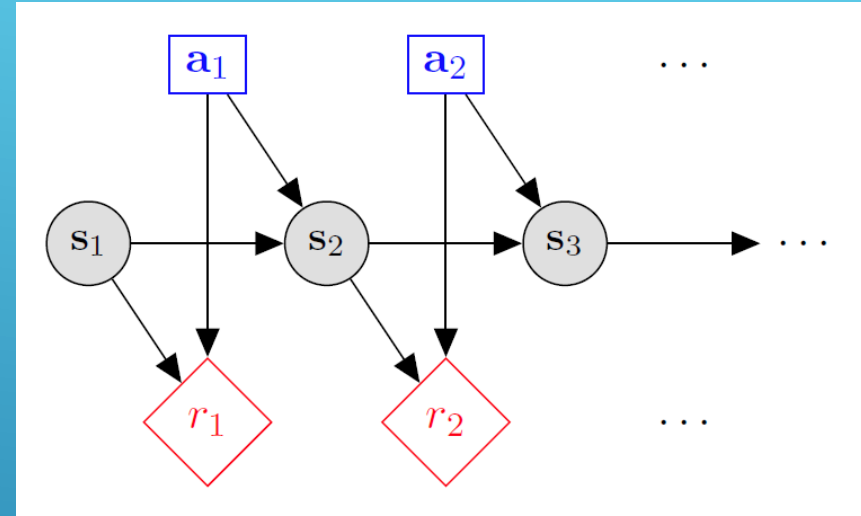 a₁ a₂ ...
s₁ s₂ s₃ ...
r₁ r₂ ...